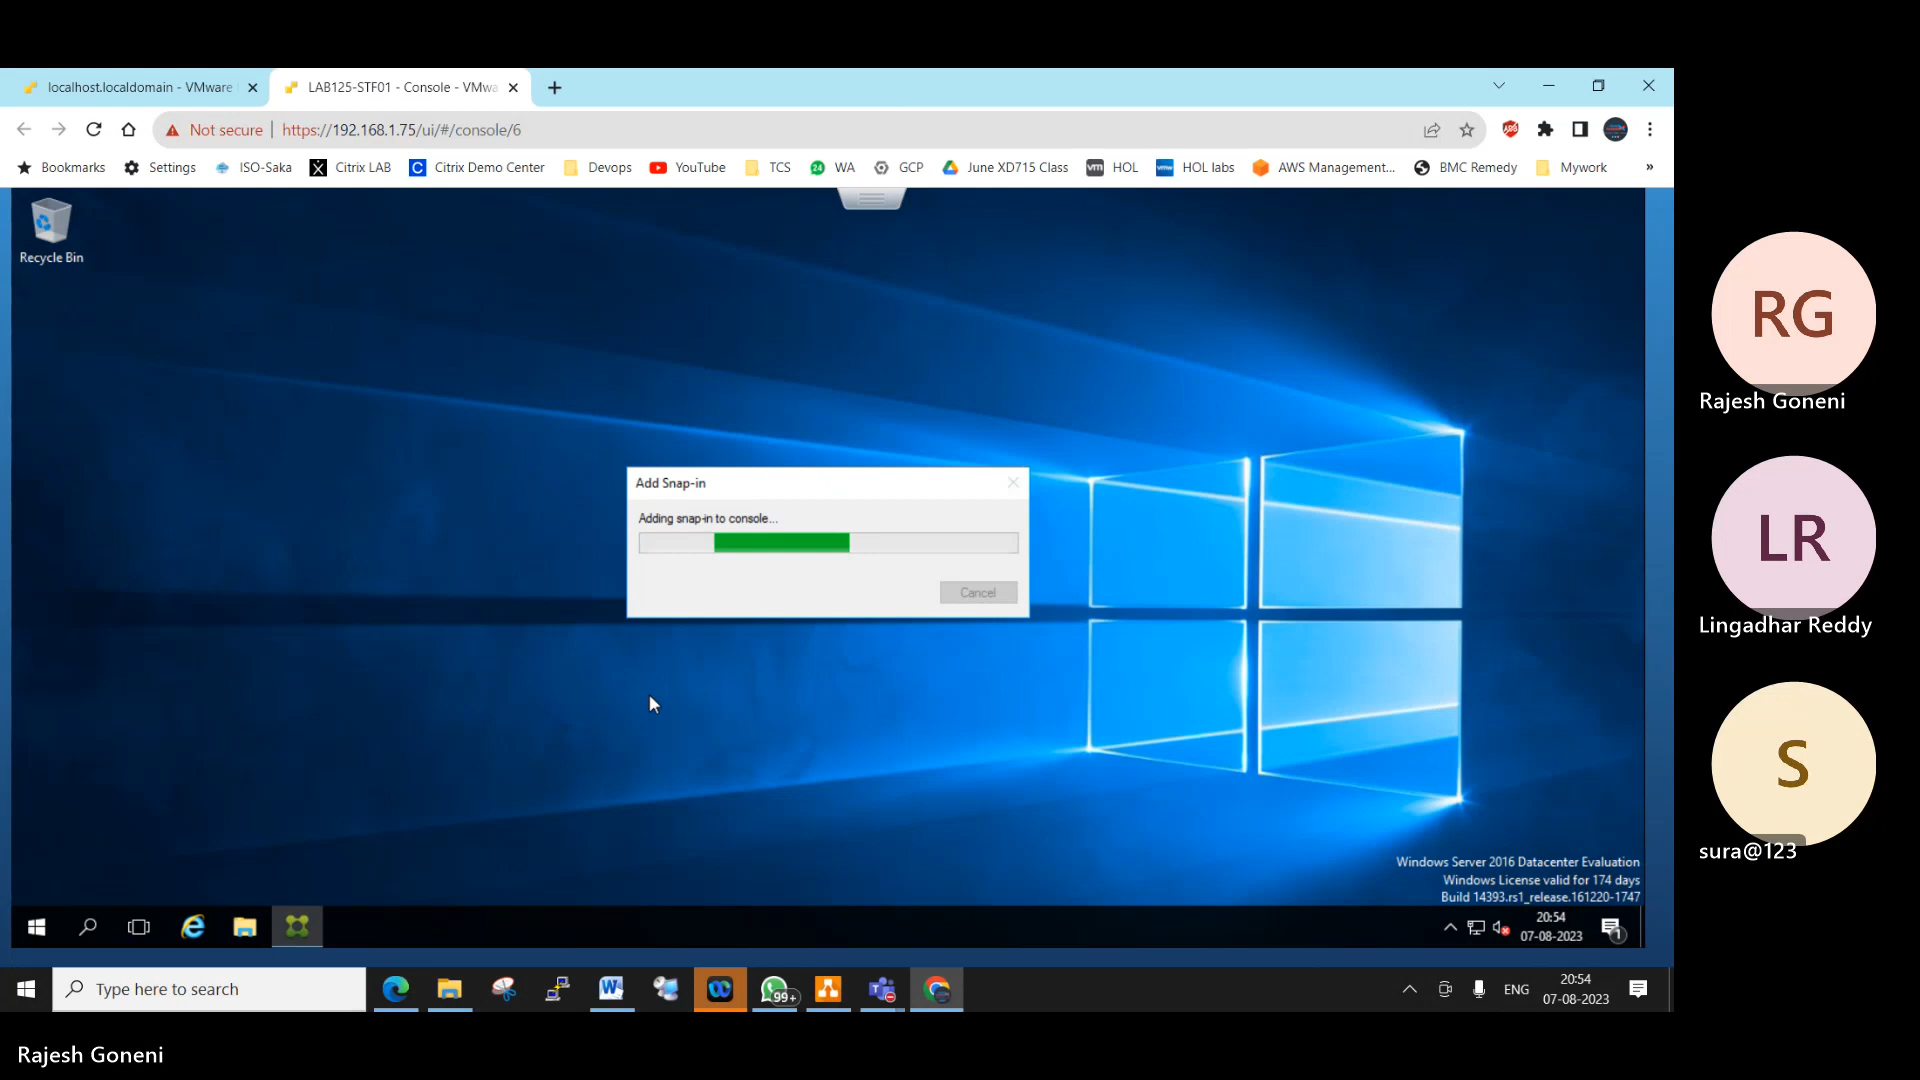 localhost.localdomain - VMware
LAB125-STF01 - Console - VMwa
Not secure
https://192.168.1.75/ui/#/console/6
Bookmarks
Settings
ISO-Saka
Citrix LAB
Citrix Demo Center
Devops
YouTube
TCS
24
WA
GCP
June XD715 Class
vm
HOL
vmw
HOL labs
AWS Management...
BMC Remedy
Mywork
»
Recycle Bin
Add Snap-in
Adding snap-in to console...
Cancel
Windows Server 2016 Datacenter Evaluation
Windows License valid for 174 days
Build 14393.rs1_release.161220-1747
20:54
07-08-2023
1
Type here to search
99+
ENG
20:54
07-08-2023
RG
Rajesh Goneni
LR
Lingadhar Reddy
S
sura@123
Rajesh Goneni